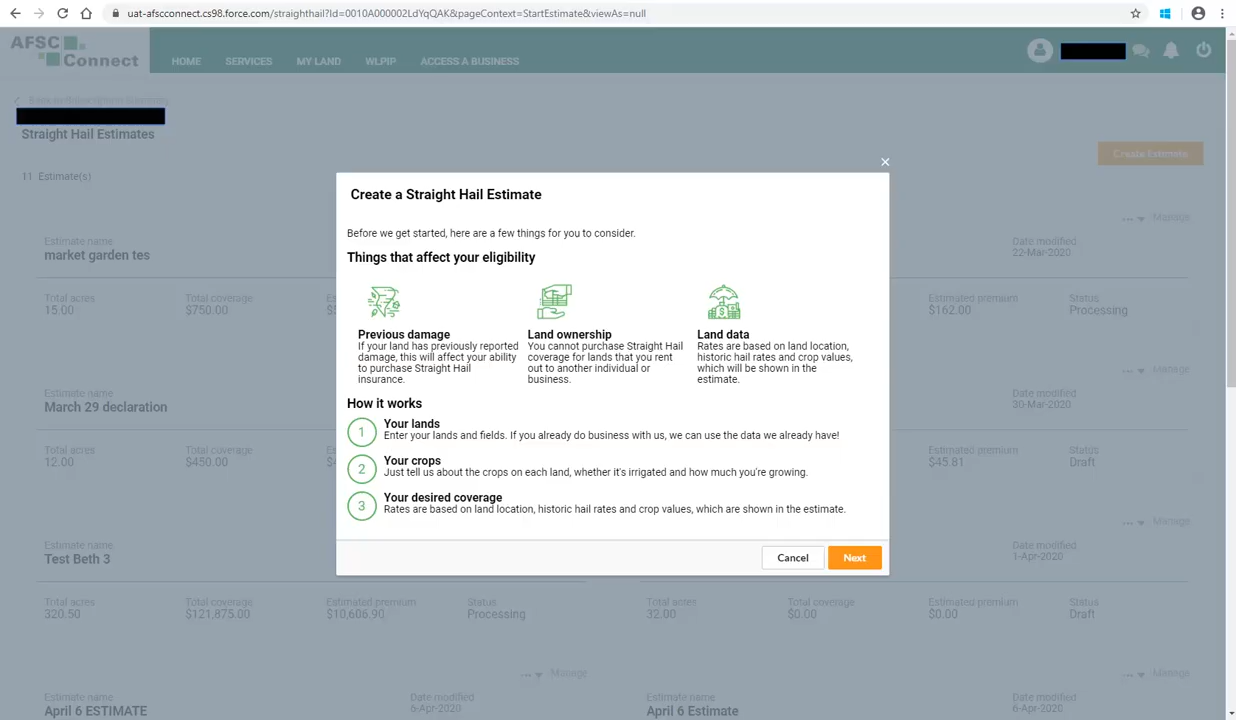 uat-afscconnect.cs98.force.com/straighthail?Id=0010A000002LdYqQAK&pageContext=StartEstimate&viewAs=null
AFSC
Connect
HOME SERVICES MY LAND WLPIP ACCESS A BUSINESS
Straight Hail Estimates
Create Estimate
11 Estimate(s)
Create a Straight Hail Estimate
Before we get started, here are a few things for you to consider.
Things that affect your eligibility
Previous damage
If your land has previously reported
damage, this will affect your ability
to purchase Straight Hail
insurance.
Land ownership
You cannot purchase Straight Hail
coverage for lands that you rent
out to another individual or
business.
Land data
Rates are based on land location,
historic hail rates and crop values,
which will be shown in the
estimate.
How it works
1 Your lands
Enter your lands and fields. If you already do business with us, we can use the data we already have!
2 Your crops
Just tell us about the crops on each land, whether it's irrigated and how much you're growing.
3 Your desired coverage
Rates are based on land location, historic hail rates and crop values, which are shown in the estimate.
Cancel Next
... Manage
Estimate name Date modified
market garden tes 22-Mar-2020
Total acres Total coverage Es Estimated premium Status
15.00 $750.00 $ $162.00 Processing
... Manage
Estimate name Date modified
March 29 declaration 30-Mar-2020
Total acres Total coverage Es Estimated premium Status
12.00 $450.00 $ $45.81 Draft
... Manage
Estimate name Date modified
Test Beth 3 1-Apr-2020
Total acres Total coverage Estimated premium Status Total acres Total coverage Estimated premium Status
320.50 $121,875.00 $10,606.90 Processing 32.00 $0.00 $0.00 Draft
... Manage ... Manage
Estimate name Date modified Estimate name Date modified
April 6 ESTIMATE 6-Apr-2020 April 6 Estimate 6-Apr-2020